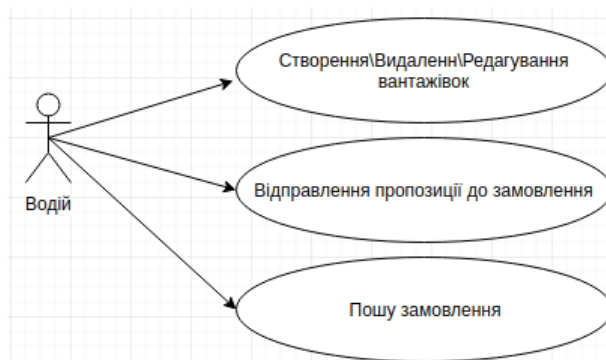 Створення\Видаленн\Редагування
вантажівок
Водій
Відправлення пропозиції до замовлення
Пошу замовлення